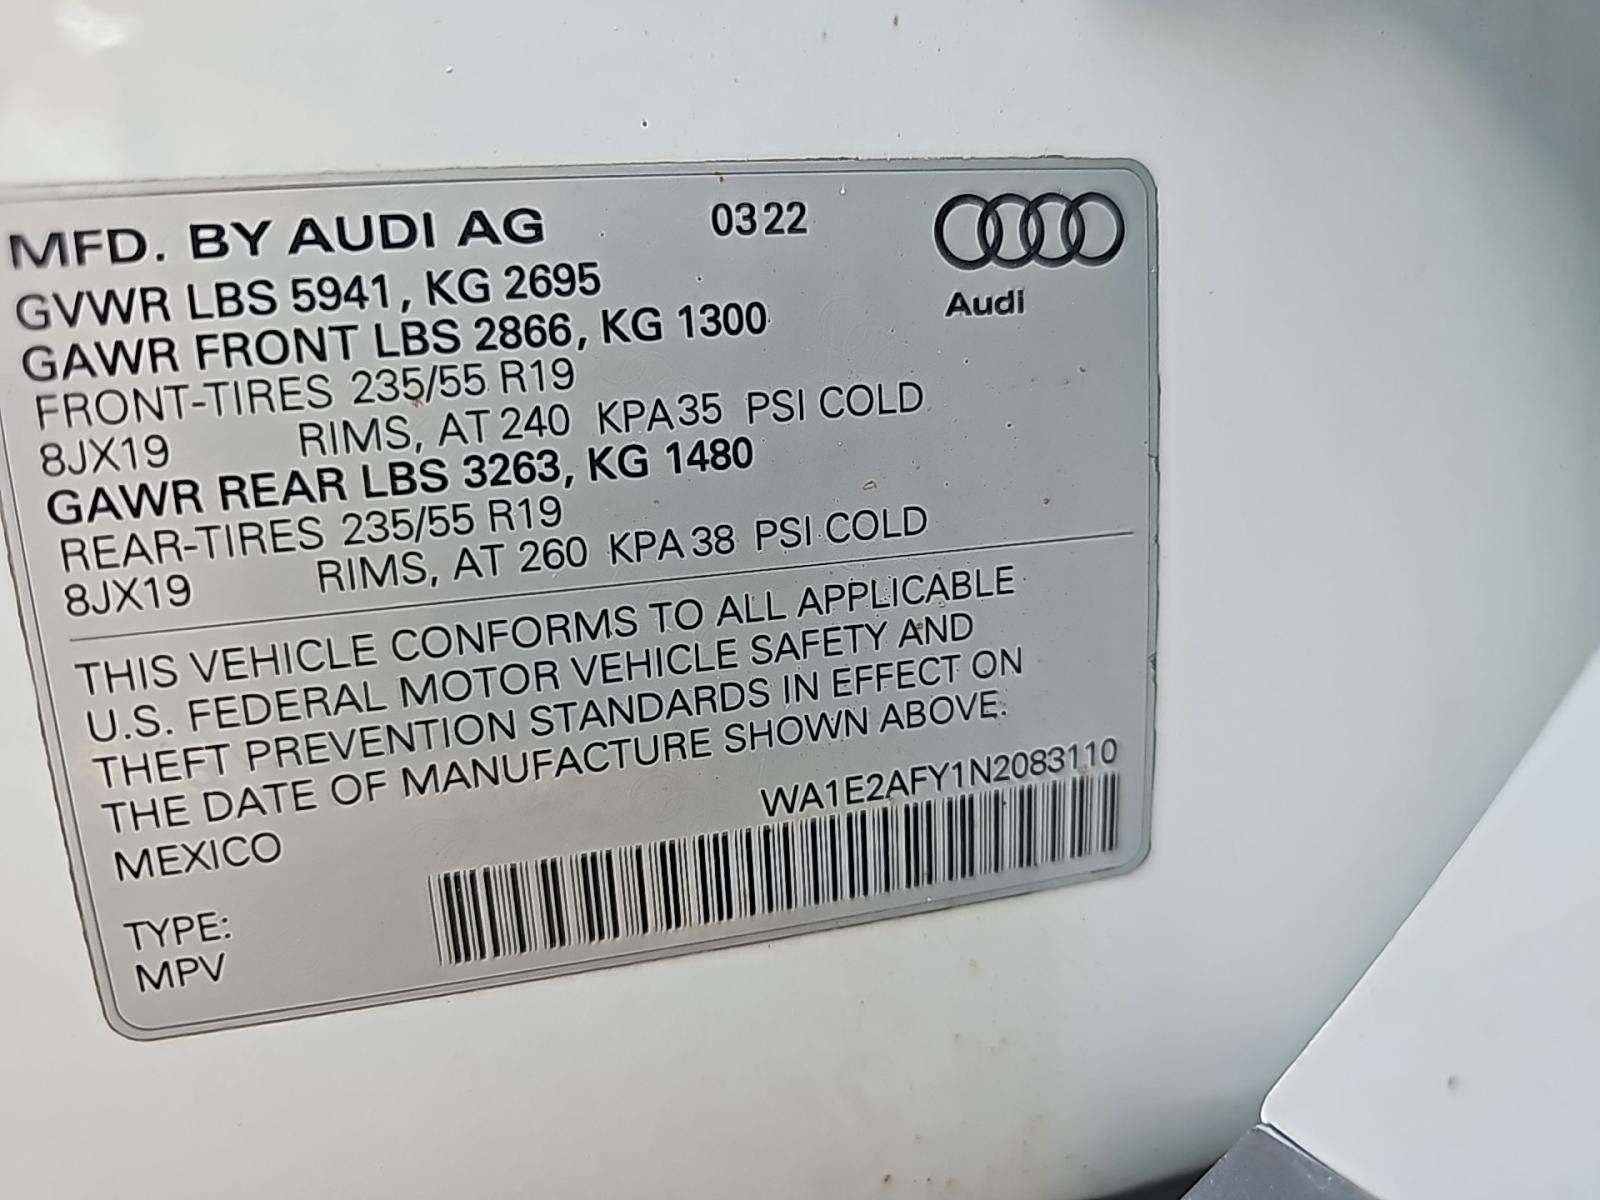 MFD. BY AUDI AG 0322
Audi
GVWR LBS 5941, KG 2695
GAWR FRONT LBS 2866, KG 1300
FRONT-TIRES 235/55 R19
8JX19 RIMS, AT 240 KPA 35 PSI COLD
GAWR REAR LBS 3263, KG 1480
REAR-TIRES 235/55 R19
8JX19 RIMS, AT 260 KPA 38 PSI COLD
THIS VEHICLE CONFORMS TO ALL APPLICABLE
U.S. FEDERAL MOTOR VEHICLE SAFETY AND
THEFT PREVENTION STANDARDS IN EFFECT ON
THE DATE OF MANUFACTURE SHOWN ABOVE.
MEXICO WA1E2AFY1N2083110
TYPE:
MPV